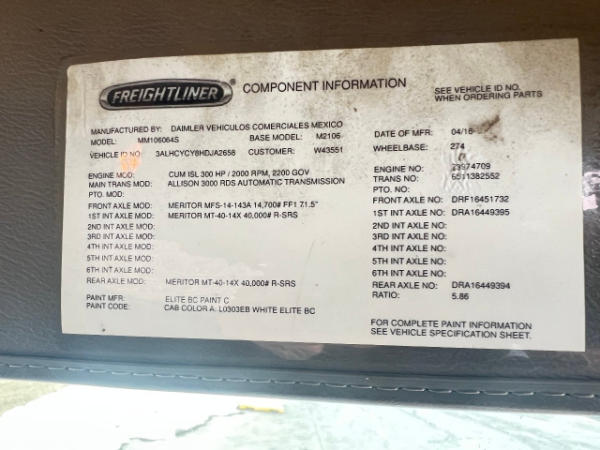 FREIGHTLINER COMPONENT INFORMATION
SEE VEHICLE ID NO.
WHEN ORDERING PARTS
MANUFACTURED BY: DAIMLER VEHICULOS COMERCIALES MEXICO
MODEL: MM106064S BASE MODEL: M2106
VEHICLE ID NO 3ALHCYCY8HDJA2658 CUSTOMER: W43551
DATE OF MFR: 04/16
WHEELBASE: 274
ENGINE MOD: CUM ISL 300 HP / 2000 RPM, 2200 GOV
MAIN TRANS MOD: ALLISON 3000 RDS AUTOMATIC TRANSMISSION
PTO. MOD:
FRONT AXLE MOD: MERITOR MFS-14-143A 14,700# FF1 71.5"
1ST INT AXLE MOD: MERITOR MT-40-14X 40,000# R-SRS
2ND INT AXLE MOD:
3RD INT AXLE MOD:
4TH INT AXLE MOD:
5TH INT AXLE MOD:
6TH INT AXLE MOD:
REAR AXLE MOD: MERITOR MT-40-14X 40,000# R-SRS
ENGINE NO: 73974709
TRANS NO: 6511382552
PTO NO:
FRONT AXLE NO: DRF16451732
1ST INT AXLE NO: DRA16449395
2ND INT AXLE NO:
3RD INT AXLE NO:
4TH INT AXLE NO:
5TH INT AXLE NO:
6TH INT AXLE NO:
REAR AXLE NO: DRA16449394
RATIO: 5.86
PAINT MFR: ELITE BC PAINT C
PAINT CODE: CAB COLOR A: L0303EB WHITE ELITE BC
FOR COMPLETE PAINT INFORMATION
SEE VEHICLE SPECIFICATION SHEET.